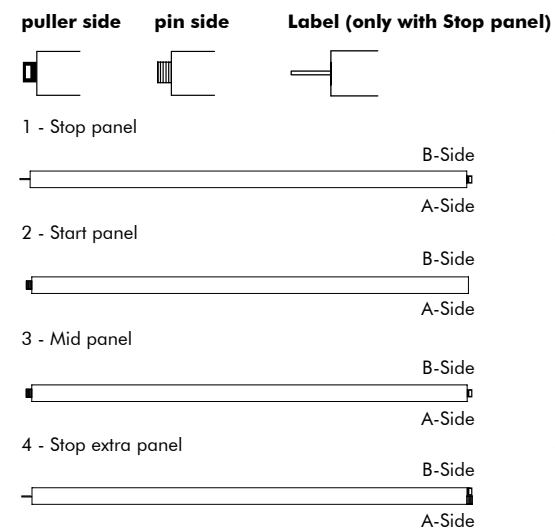 puller side pin side Label (only with Stop panel)
1 - Stop panel
B-Side
A-Side
2 - Start panel
B-Side
A-Side
3 - Mid panel
B-Side
A-Side
4 - Stop extra panel
B-Side
A-Side